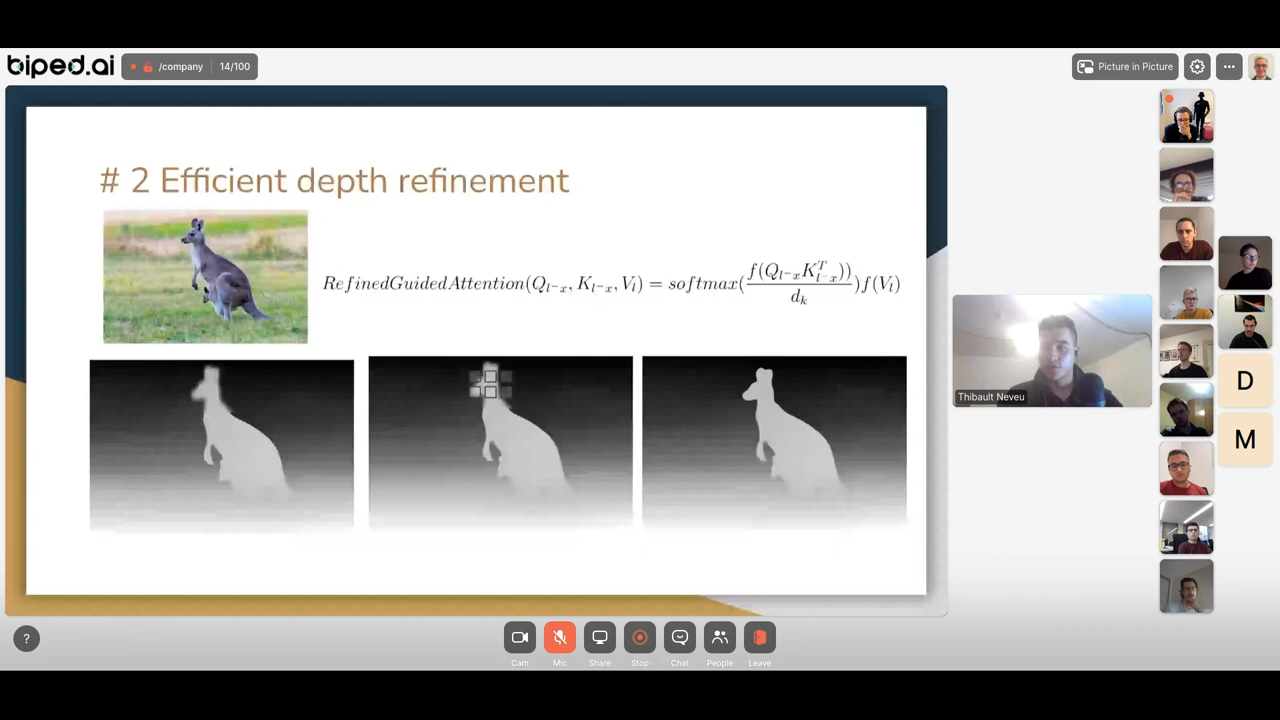 biped.ai
/company 14/100
Picture in Picture
# 2 Efficient depth refinement
RefinedGuidedAttention(Q_{l-x}, K_{l-x}, V_l) = softmax(\frac{f(Q_{l-x}K_{l-x}^T))}{d_k})f(V_l)
Thibault Neveu
D
M
?
Cam Mic Share Stop Chat People Leave